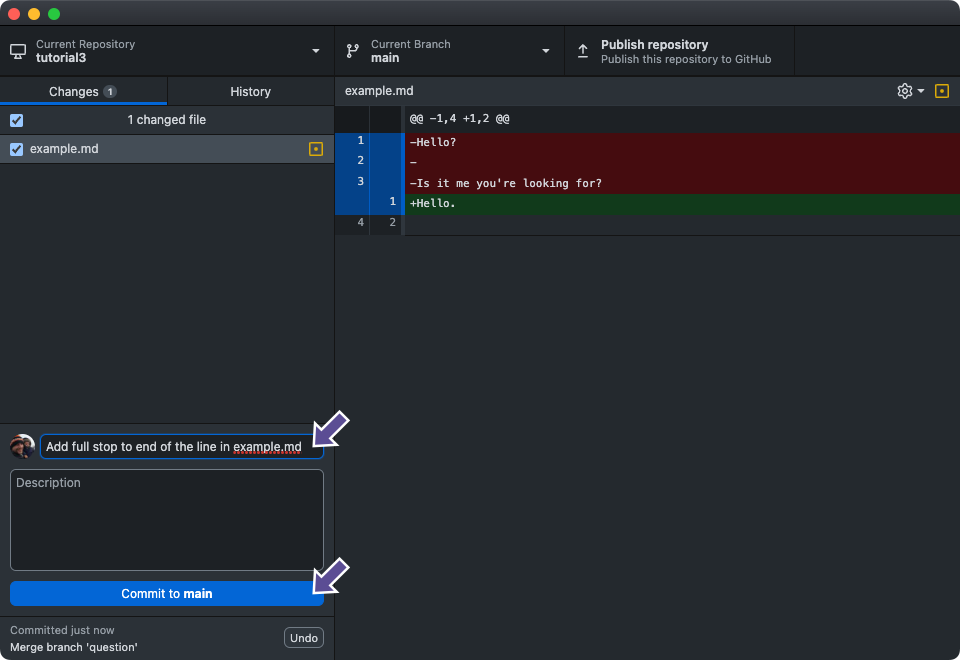 Current Repository
tutorial3
Current Branch
main
Publish repository
Publish this repository to GitHub
Changes 1
History
example.md
1 changed file
example.md
@@ -1,4 +1,2 @@
1 -Hello?
2 -
3 -Is it me you're looking for?
1 +Hello.
4 2
Add full stop to end of the line in example.md
Description
Commit to main
Committed just now
Merge branch 'question'
Undo